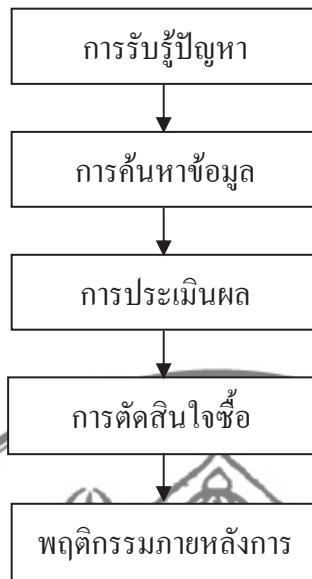 การรับรู้ปัญหา
การค้นหาข้อมูล
การประเมินผล
การตัดสินใจซื้อ
พฤติกรรมภายหลังการ